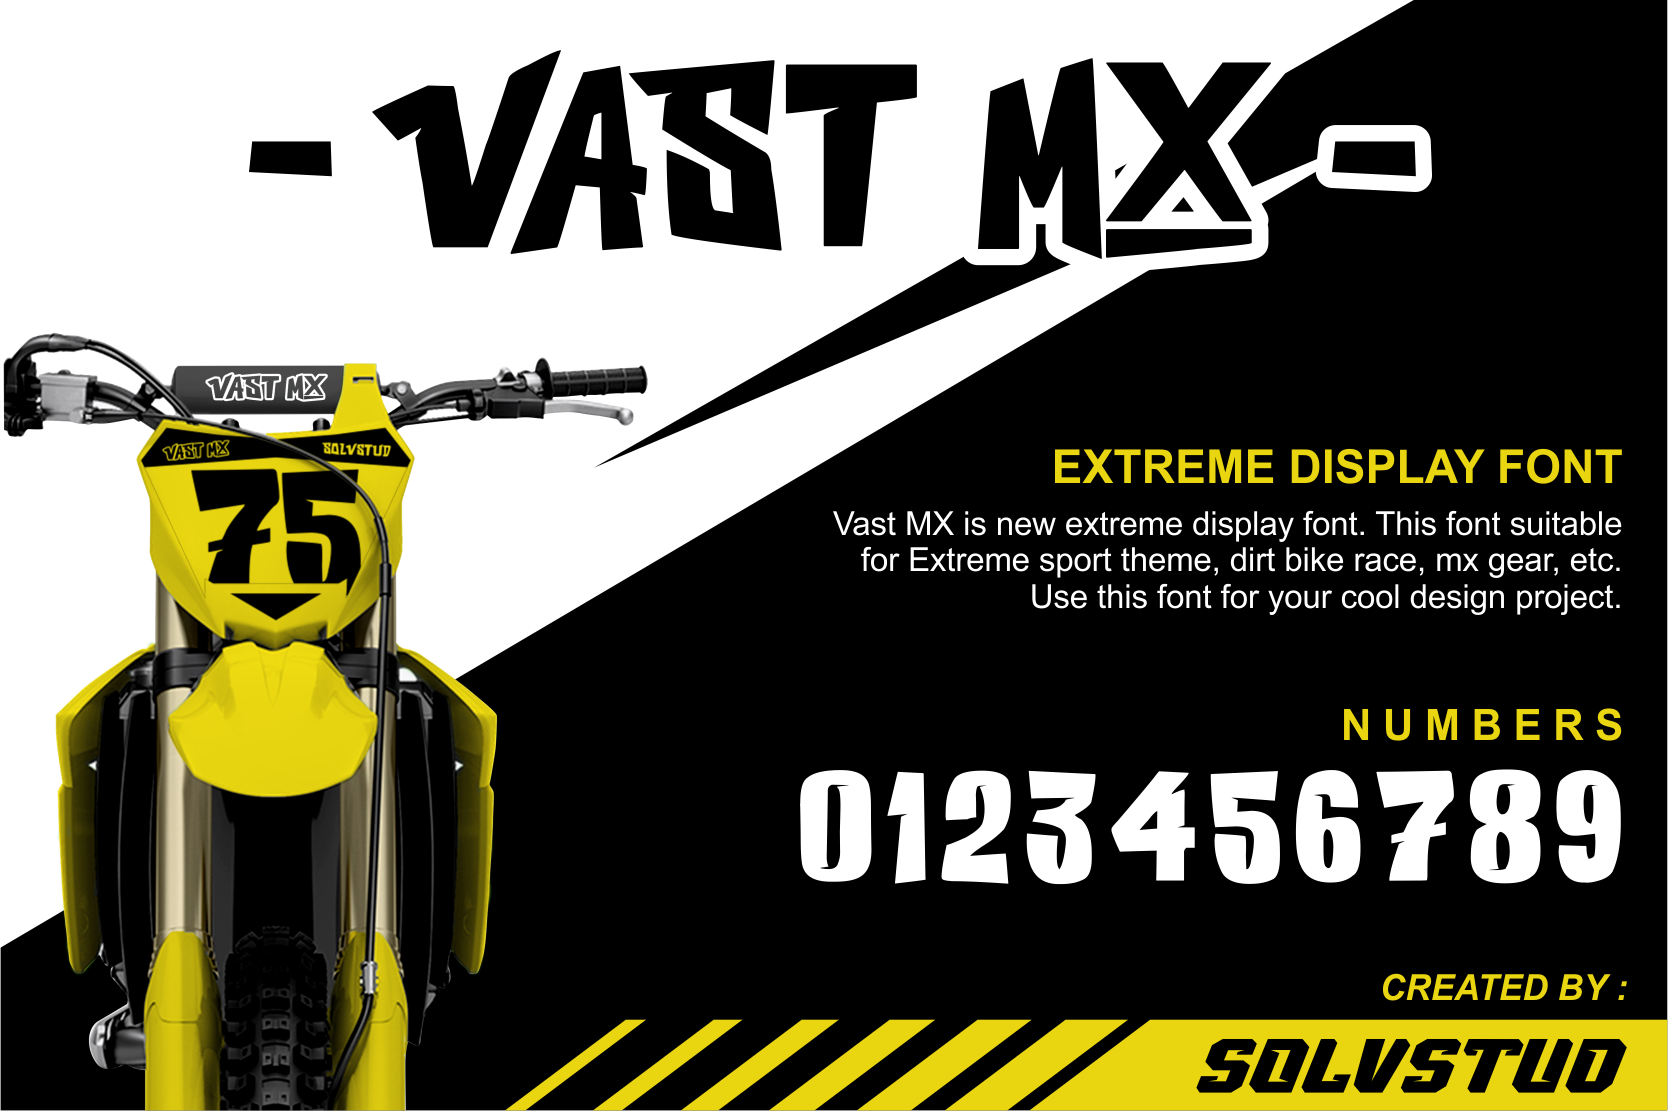 - VAST MX -
VAST MX
VAST MX
SOLVSTUD
75
EXTREME DISPLAY FONT
Vast MX is new extreme display font. This font suitable
for Extreme sport theme, dirt bike race, mx gear, etc.
Use this font for your cool design project.
NUMBERS
0123456789
CREATED BY :
SOLVSTUD